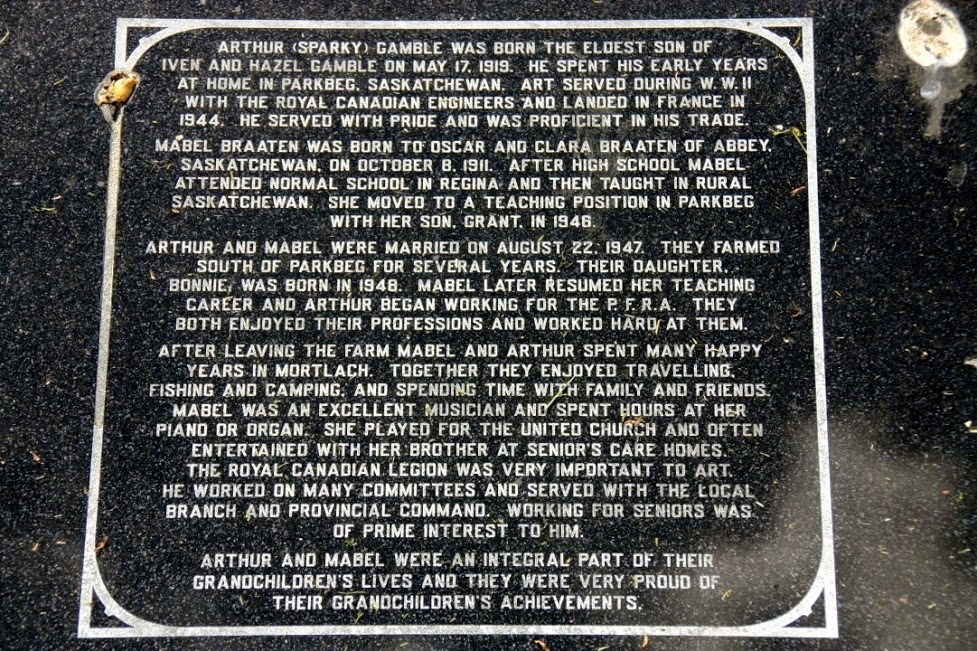 ARTHUR (SPARKY) GAMBLE WAS BORN THE ELDEST SON OF
IVEN AND HAZEL GAMBLE ON MAY 17, 1919. HE SPENT HIS EARLY YEARS
AT HOME IN PARKBEG, SASKATCHEWAN. ART SERVED DURING W.W.II
WITH THE ROYAL CANADIAN ENGINEERS AND LANDED IN FRANCE IN
1944. HE SERVED WITH PRIDE AND WAS PROFICIENT IN HIS TRADE.
MABEL BRAATEN WAS BORN TO OSCAR AND CLARA BRAATEN OF ABBEY,
SASKATCHEWAN, ON OCTOBER 8, 1911. AFTER HIGH SCHOOL MABEL
ATTENDED NORMAL SCHOOL IN REGINA AND THEN TAUGHT IN RURAL
SASKATCHEWAN. SHE MOVED TO A TEACHING POSITION IN PARKBEG
WITH HER SON, GRANT, IN 1946.
ARTHUR AND MABEL WERE MARRIED ON AUGUST 22, 1947. THEY FARMED
SOUTH OF PARKBEG FOR SEVERAL YEARS. THEIR DAUGHTER,
BONNIE, WAS BORN IN 1948. MABEL LATER RESUMED HER TEACHING
CAREER AND ARTHUR BEGAN WORKING FOR THE P.F.R.A. THEY
BOTH ENJOYED THEIR PROFESSIONS AND WORKED HARD AT THEM.
AFTER LEAVING THE FARM MABEL AND ARTHUR SPENT MANY HAPPY
YEARS IN MORTLACH. TOGETHER THEY ENJOYED TRAVELLING,
FISHING AND CAMPING, AND SPENDING TIME WITH FAMILY AND FRIENDS.
MABEL WAS AN EXCELLENT MUSICIAN AND SPENT HOURS AT HER
PIANO OR ORGAN. SHE PLAYED FOR THE UNITED CHURCH AND OFTEN
ENTERTAINED WITH HER BROTHER AT SENIOR'S CARE HOMES.
THE ROYAL CANADIAN LEGION WAS VERY IMPORTANT TO ART.
HE WORKED ON MANY COMMITTEES AND SERVED WITH THE LOCAL
BRANCH AND PROVINCIAL COMMAND. WORKING FOR SENIORS WAS
OF PRIME INTEREST TO HIM.
ARTHUR AND MABEL WERE AN INTEGRAL PART OF THEIR
GRANDCHILDREN'S LIVES AND THEY WERE VERY PROUD OF
THEIR GRANDCHILDREN'S ACHIEVEMENTS.